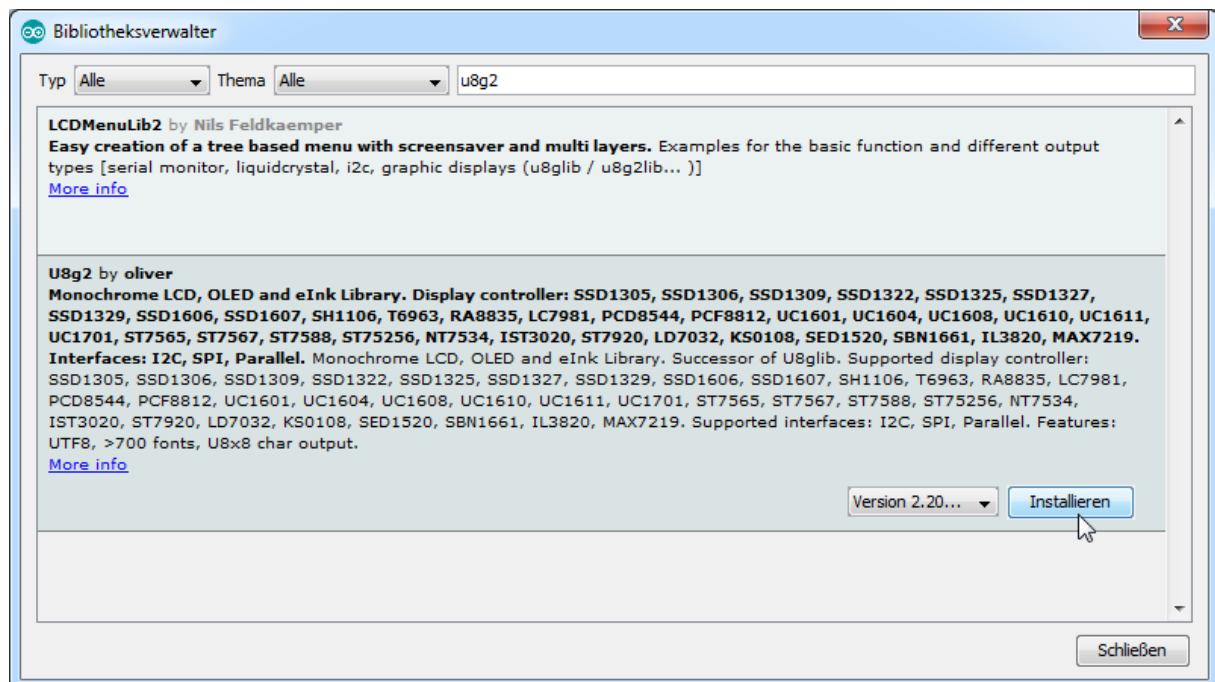 Bibliotheksverwalter
Typ Alle Thema Alle u8g2
LCDMenuLib2 by Nils Feldkaemper
Easy creation of a tree based menu with screensaver and multi layers. Examples for the basic function and different output
types [serial monitor, liquidcrystal, i2c, graphic displays (u8glib / u8g2lib... )]
More info
U8g2 by oliver
Monochrome LCD, OLED and eInk Library. Display controller: SSD1305, SSD1306, SSD1309, SSD1322, SSD1325, SSD1327,
SSD1329, SSD1606, SSD1607, SH1106, T6963, RA8835, LC7981, PCD8544, PCF8812, UC1601, UC1604, UC1608, UC1610, UC1611,
UC1701, ST7565, ST7567, ST7588, ST75256, NT7534, IST3020, ST7920, LD7032, KS0108, SED1520, SBN1661, IL3820, MAX7219.
Interfaces: I2C, SPI, Parallel. Monochrome LCD, OLED and eInk Library. Successor of U8glib. Supported display controller:
SSD1305, SSD1306, SSD1309, SSD1322, SSD1325, SSD1327, SSD1329, SSD1606, SSD1607, SH1106, T6963, RA8835, LC7981,
PCD8544, PCF8812, UC1601, UC1604, UC1608, UC1610, UC1611, UC1701, ST7565, ST7567, ST7588, ST75256, NT7534,
IST3020, ST7920, LD7032, KS0108, SED1520, SBN1661, IL3820, MAX7219. Supported interfaces: I2C, SPI, Parallel. Features:
UTF8, >700 fonts, U8x8 char output.
More info
Version 2.20... Installieren
Schließen